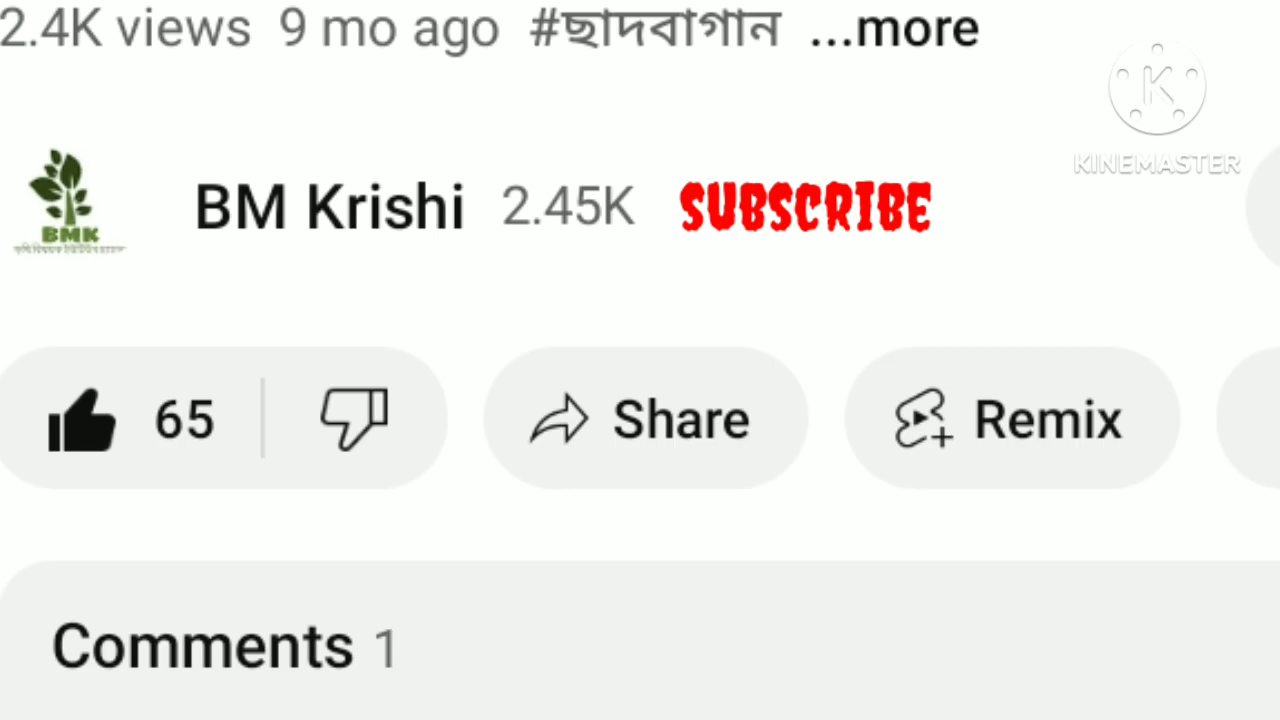 2.4K views 9 mo ago #ছাদবাগান ...more
KINEMASTER
BM Krishi 2.45K SUBSCRIBE
BMK
65 Share Remix
Comments 1